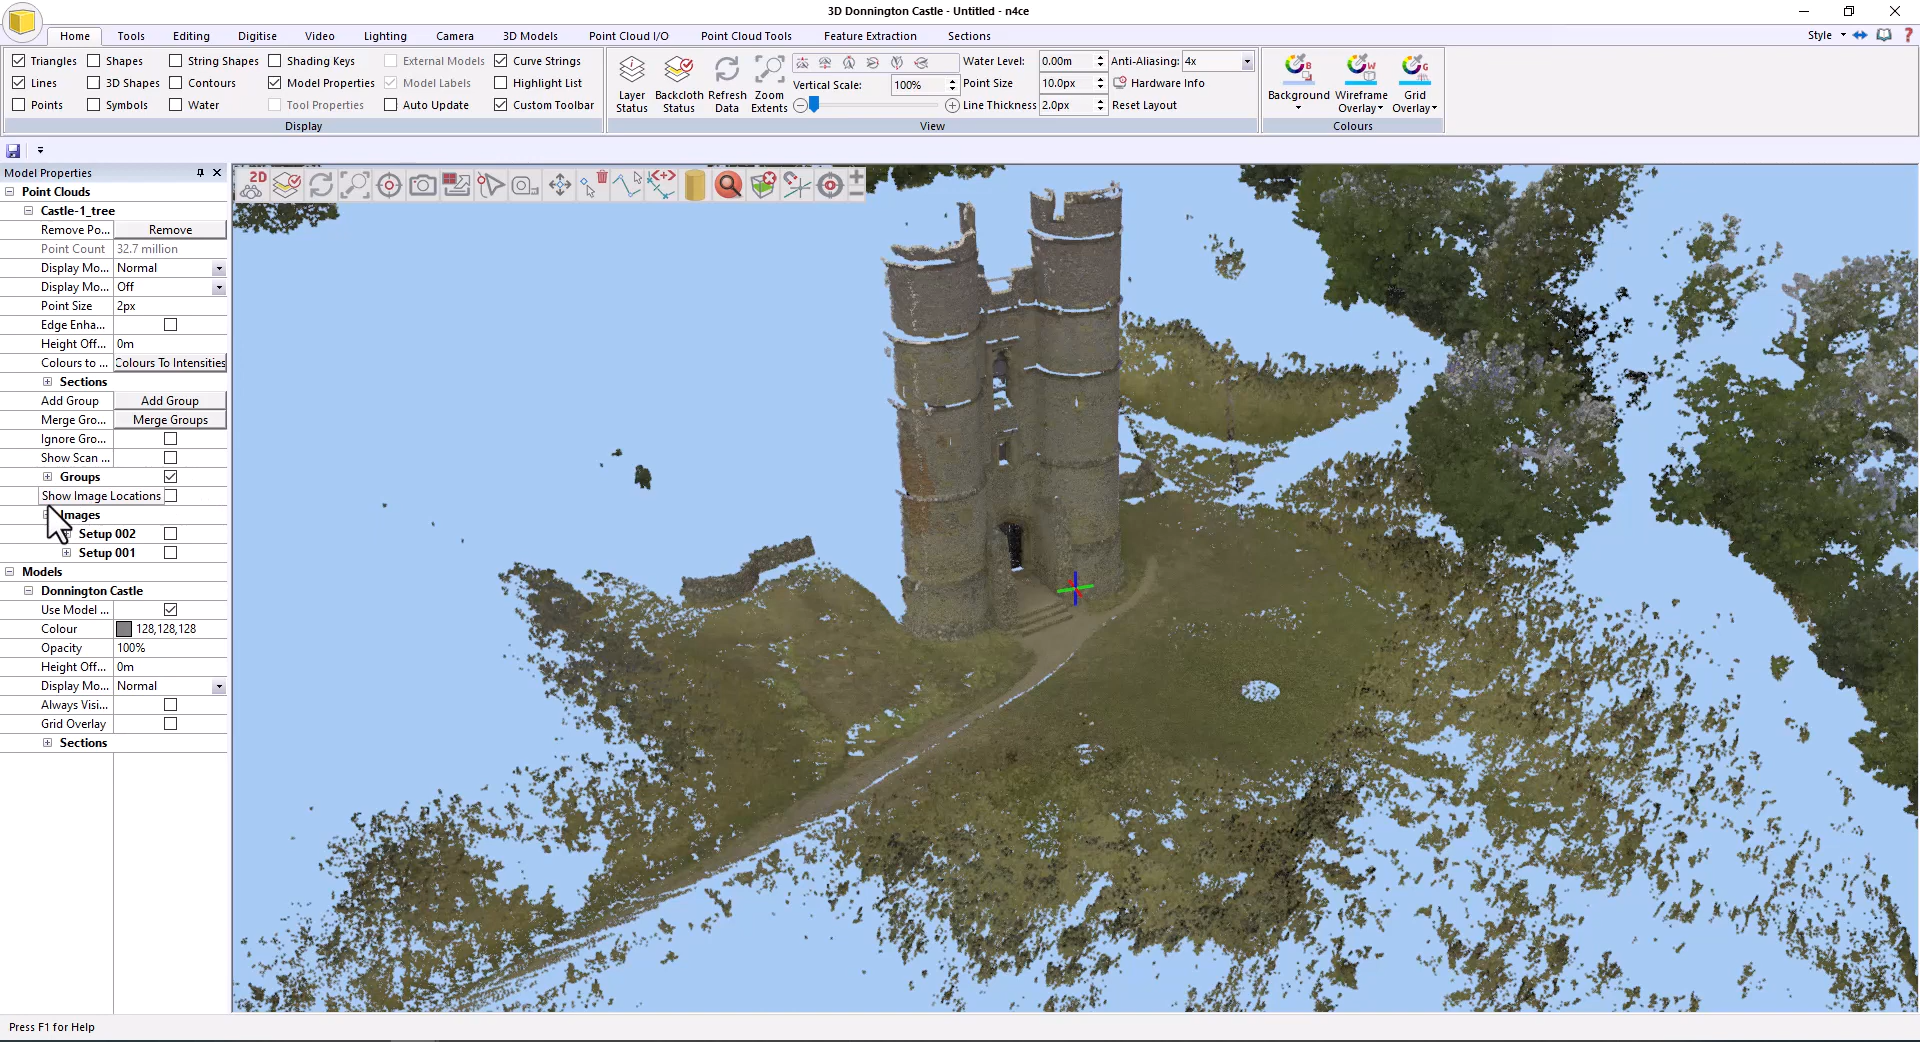 3D Donnington Castle - Untitled - n4ce
Home Tools Editing Digitise Video Lighting Camera 3D Models Point Cloud I/O Point Cloud Tools Feature Extraction Sections Style
Triangles Shapes String Shapes Shading Keys External Models Curve Strings
Lines 3D Shapes Contours Model Properties Model Labels Highlight List
Points Symbols Water Tool Properties Auto Update Custom Toolbar
Display
Layer Status
Backcloth Status
Refresh Data
Zoom Extents
Vertical Scale: 100%
Water Level: 0.00m Anti-Aliasing: 4x
Point Size 10.0px Hardware Info
Line Thickness 2.0px Reset Layout
View
Background
Wireframe Overlay
Grid Overlay
Colours
Model Properties
2D
Point Clouds
Castle-1_tree
Remove Po... Remove
Point Count 32.7 million
Display Mo... Normal
Display Mo... Off
Point Size 2px
Edge Enha...
Height Off... 0m
Colours to ... Colours To Intensities
Sections
Add Group Add Group
Merge Gro... Merge Groups
Ignore Gro...
Show Scan ...
Groups
Show Image Locations
Images
Setup 002
Setup 001
Models
Donnington Castle
Use Model ...
Colour 128,128,128
Opacity 100%
Height Off... 0m
Display Mo... Normal
Always Visi...
Grid Overlay
Sections
Press F1 for Help